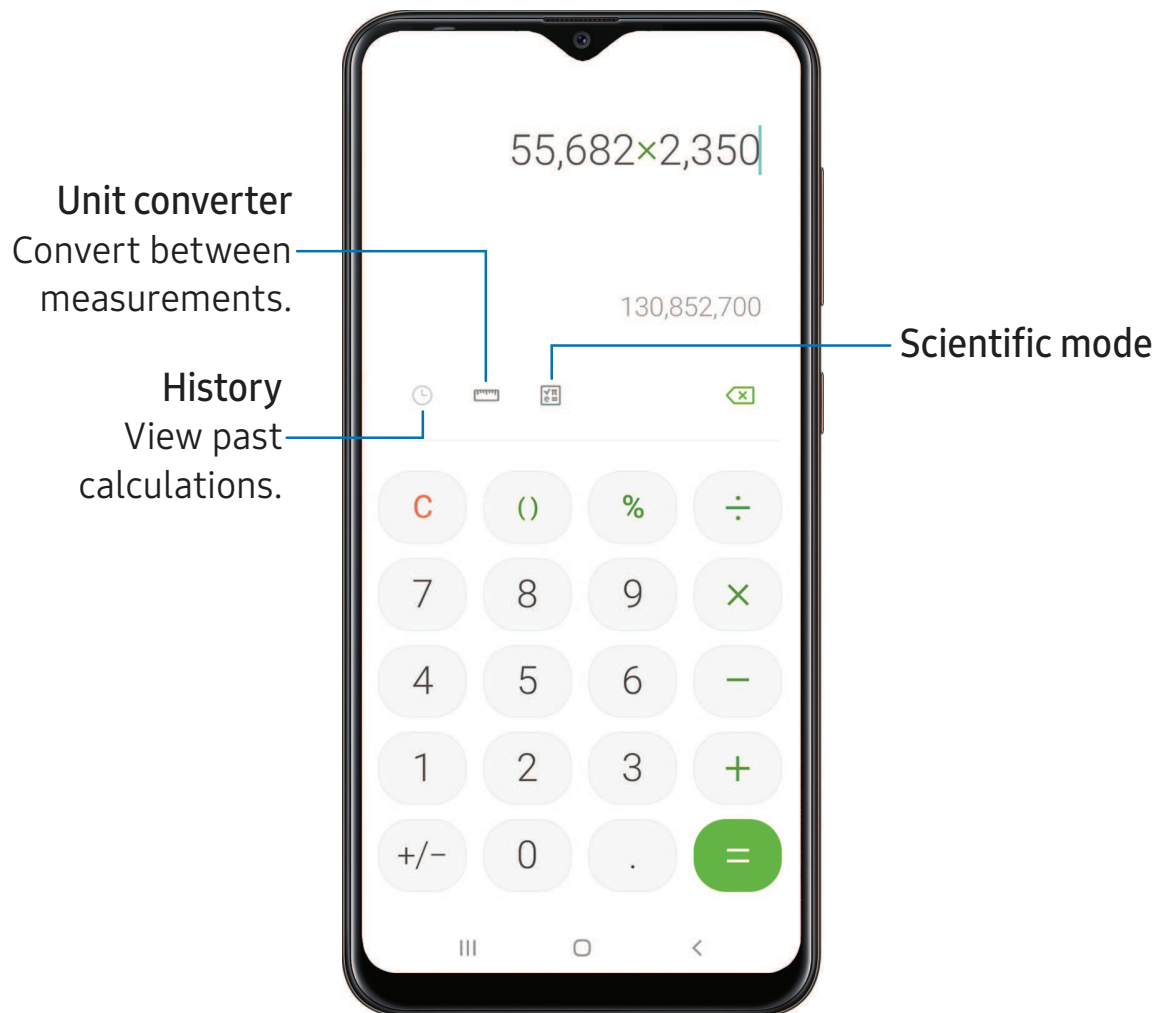 55,682×2,350
Unit converter
Convert between
measurements.
130,852,700
Scientific mode
History
View past
calculations.
√π
e=
C () % ÷
7 8 9 ×
4 5 6 −
1 2 3 +
+/− 0 . =